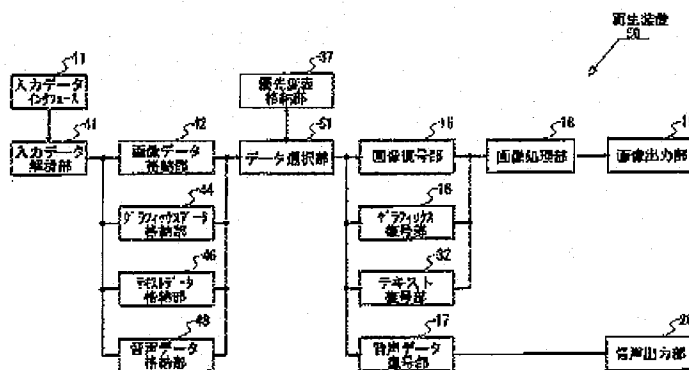 再生装置
50
11
入力データ
インタフェース
37
優先度表
格納部
41
入力データ
解読部
42
画像データ
格納部
51
データ選択部
15
画像復号部
18
画像処理部
画像出力部
44
グラフィックスデータ
格納部
16
グラフィックス
復号部
46
テキストデータ
格納部
32
テキスト
復号部
48
音声データ
格納部
17
音声データ
復号部
音声出力部